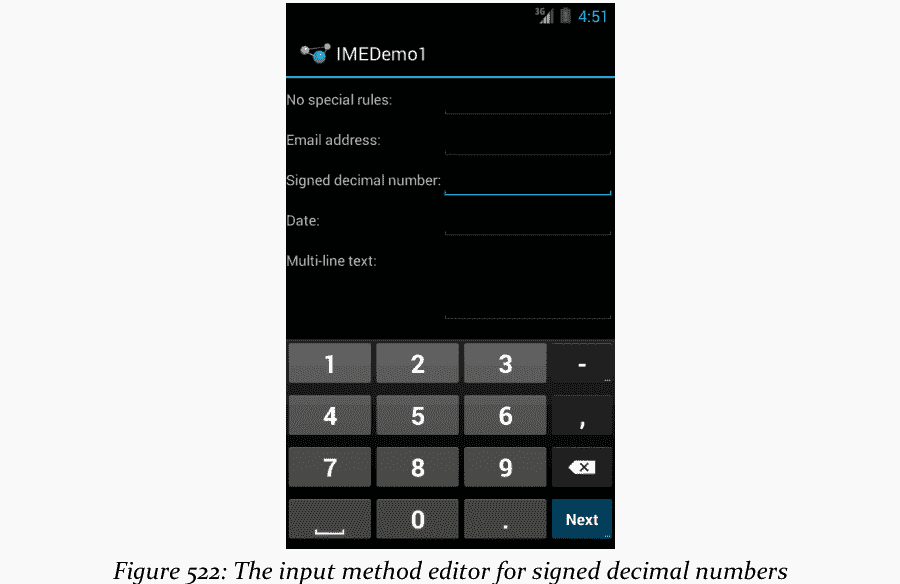 3G 4:51
IMEDemo1
No special rules:
Email address:
Signed decimal number:
Date:
Multi-line text:
1 2 3 -
...
4 5 6 ,
7 8 9
0 . Next
...
Figure 522: The input method editor for signed decimal numbers